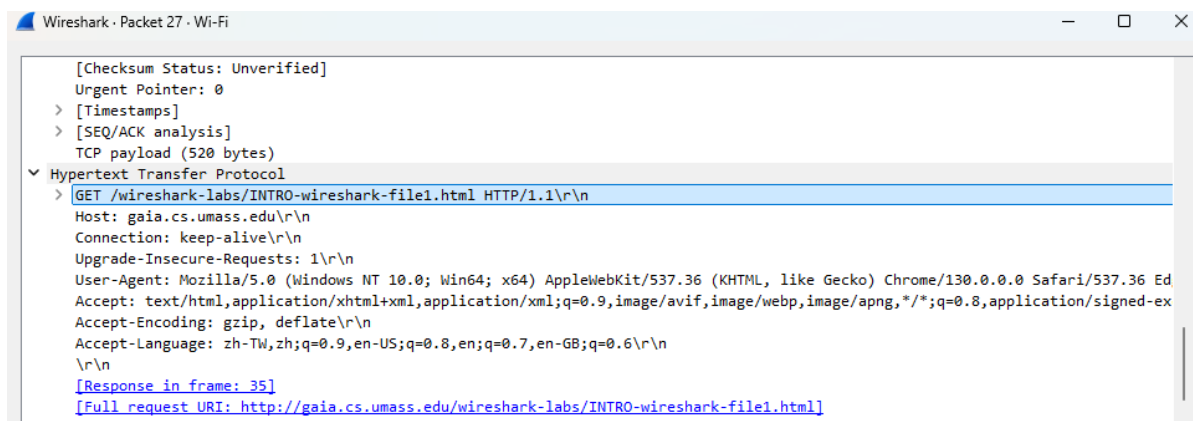 Wireshark · Packet 27 · Wi-Fi
[Checksum Status: Unverified]
Urgent Pointer: 0
[Timestamps]
[SEQ/ACK analysis]
TCP payload (520 bytes)
Hypertext Transfer Protocol
GET /wireshark-labs/INTRO-wireshark-file1.html HTTP/1.1\r\n
Host: gaia.cs.umass.edu\r\n
Connection: keep-alive\r\n
Upgrade-Insecure-Requests: 1\r\n
User-Agent: Mozilla/5.0 (Windows NT 10.0; Win64; x64) AppleWebKit/537.36 (KHTML, like Gecko) Chrome/130.0.0.0 Safari/537.36 Ed
Accept: text/html,application/xhtml+xml,application/xml;q=0.9,image/avif,image/webp,image/apng,*/*;q=0.8,application/signed-ex
Accept-Encoding: gzip, deflate\r\n
Accept-Language: zh-TW,zh;q=0.9,en-US;q=0.8,en;q=0.7,en-GB;q=0.6\r\n
\r\n
[Response in frame: 35]
[Full request URI: http://gaia.cs.umass.edu/wireshark-labs/INTRO-wireshark-file1.html]